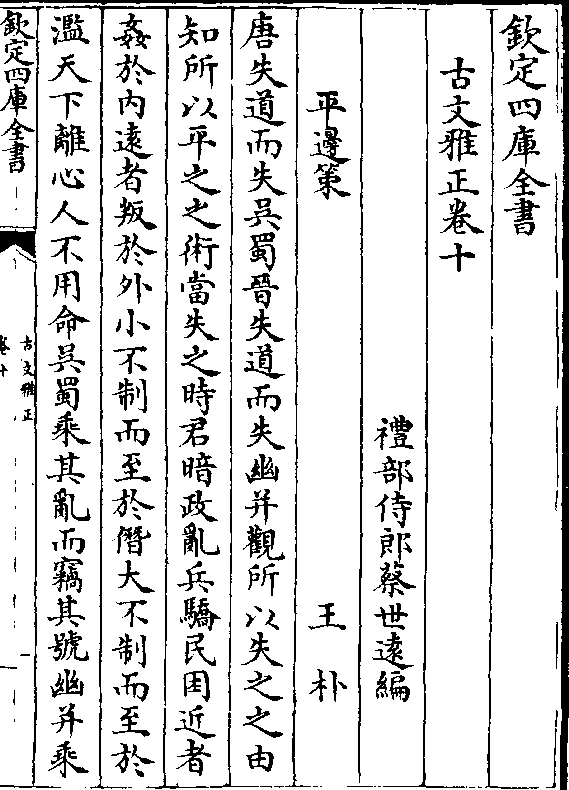 欽定四庫全書
古文雅正卷十
禮部侍郎蔡世遠編
平邊策 王朴
唐失道而失吳蜀晉失道而失幽并觀所以失之之由
知所以平之之術當失之時君暗政亂兵驕民困近者
姦於內遠者叛於外小不制而至於僭大不制而至於
濫天下離心人不用命吳蜀乘其亂而竊其號幽并乘
欽定四庫全書
古文雅正
卷十